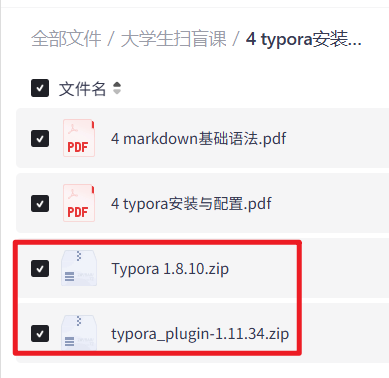 全部文件 / 大学生扫盲课 / 4 typora安装...
文件名
PDF
4 markdown基础语法.pdf
PDF
4 typora安装与配置.pdf
Typora 1.8.10.zip
typora_plugin-1.11.34.zip